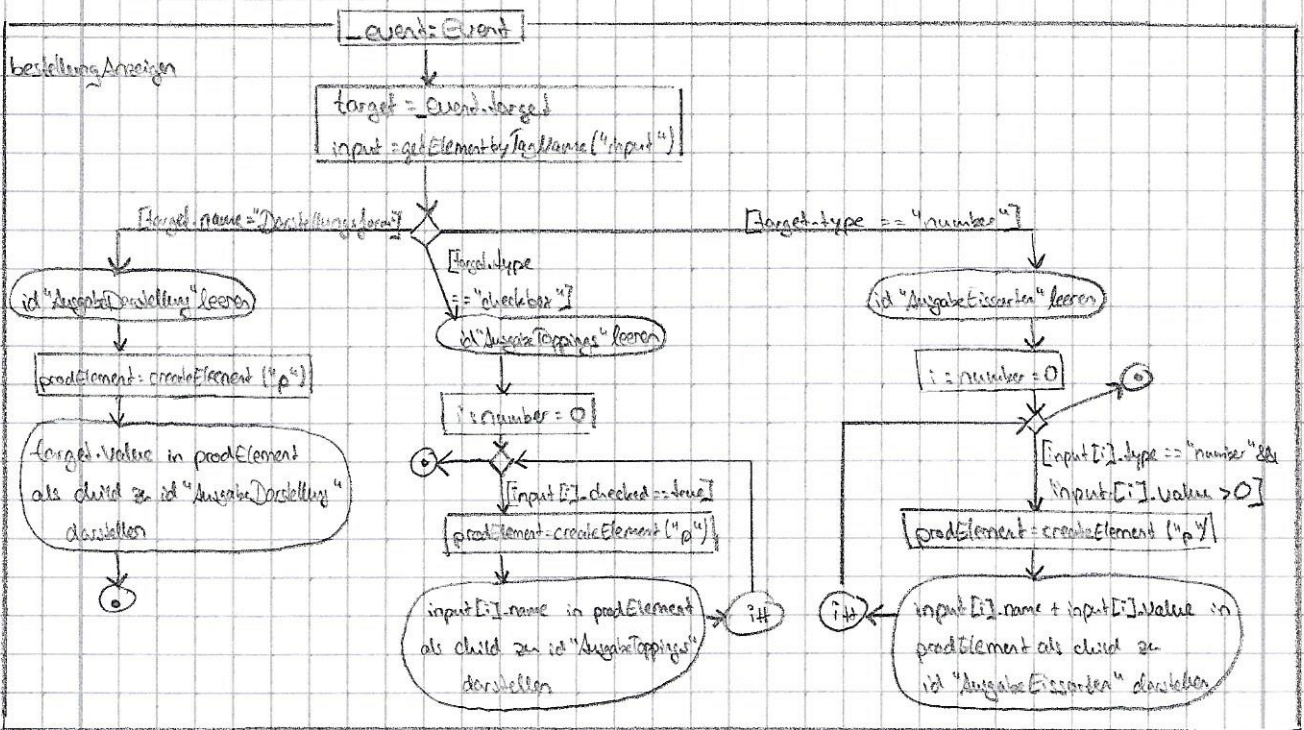 _event: Event
bestellungAnzeigen
target = _event.target
input = getElementbyTagName("input")
[target.name="Darstellungsform"]
[target.type == "number"]
[target.type
== "checkbox"]
id "AusgabeDarstellung" leeren
id "AusgabeToppings" leeren
id "AusgabeEissorten" leeren
prodElement = createElement ("p")
i : number = 0
i : number = 0
target.value in prodElement
als child zu id "AusgabeDarstellung"
darstellen
[input[i].checked == true]
[input[i].type == "number" &&
input[i].value > 0]
prodElement = createElement ("p")
prodElement = createElement ("p")
input[i].name in prodElement
als child zu id "AusgabeToppings"
darstellen
i++
i++
input[i].name + input[i].value in
prodElement als child zu
id "AusgabeEissorten" darstellen